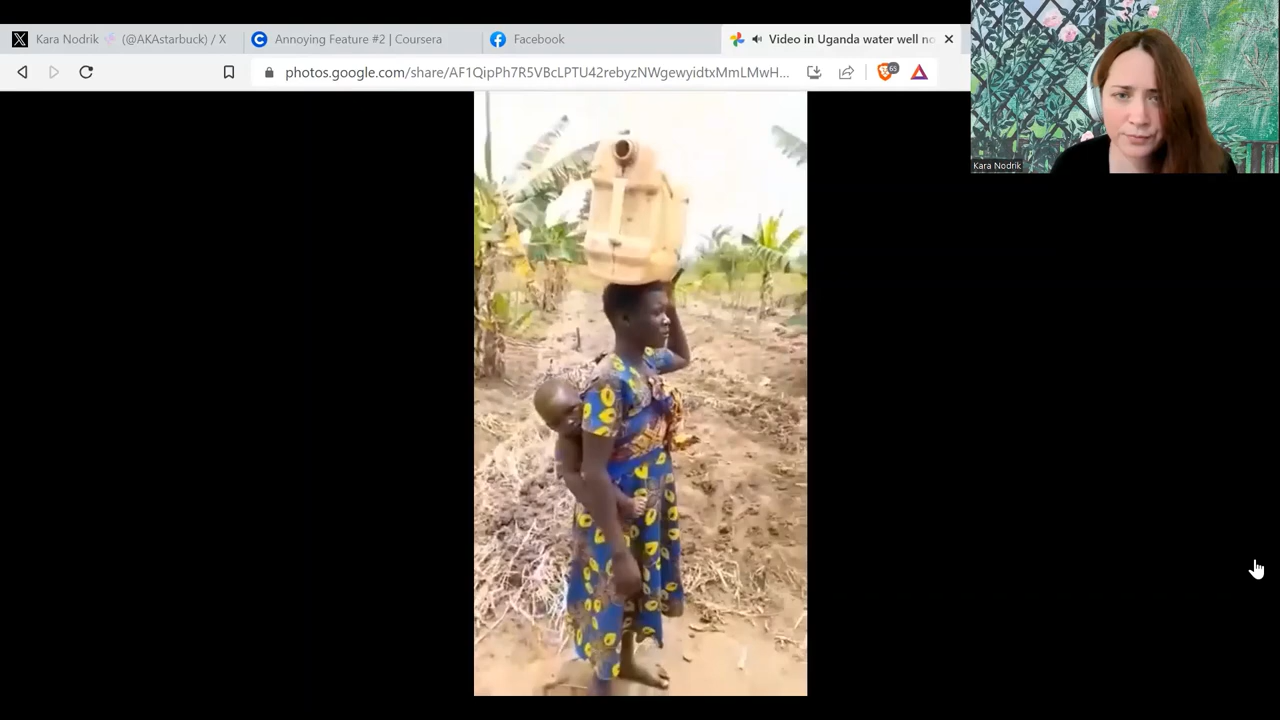 Kara Nodrik (@AKAstarbuck) / X
Annoying Feature #2 | Coursera
Facebook
Video in Uganda water well no
photos.google.com/share/AF1QipPh7R5VBcLPTU42rebyzNWgewyidtxMmLMwH...
65
Kara Nodrik